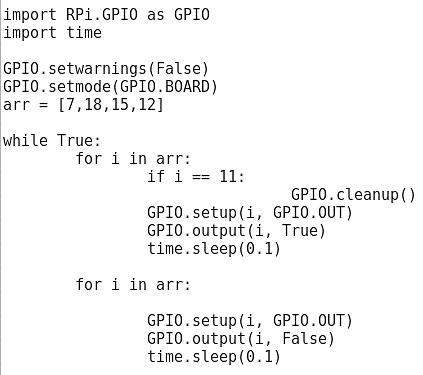 import RPi.GPIO as GPIO
import time

GPIO.setwarnings(False)
GPIO.setmode(GPIO.BOARD)
arr = [7,18,15,12]

while True:
        for i in arr:
                if i == 11:
                                GPIO.cleanup()
                GPIO.setup(i, GPIO.OUT)
                GPIO.output(i, True)
                time.sleep(0.1)

        for i in arr:

                GPIO.setup(i, GPIO.OUT)
                GPIO.output(i, False)
                time.sleep(0.1)